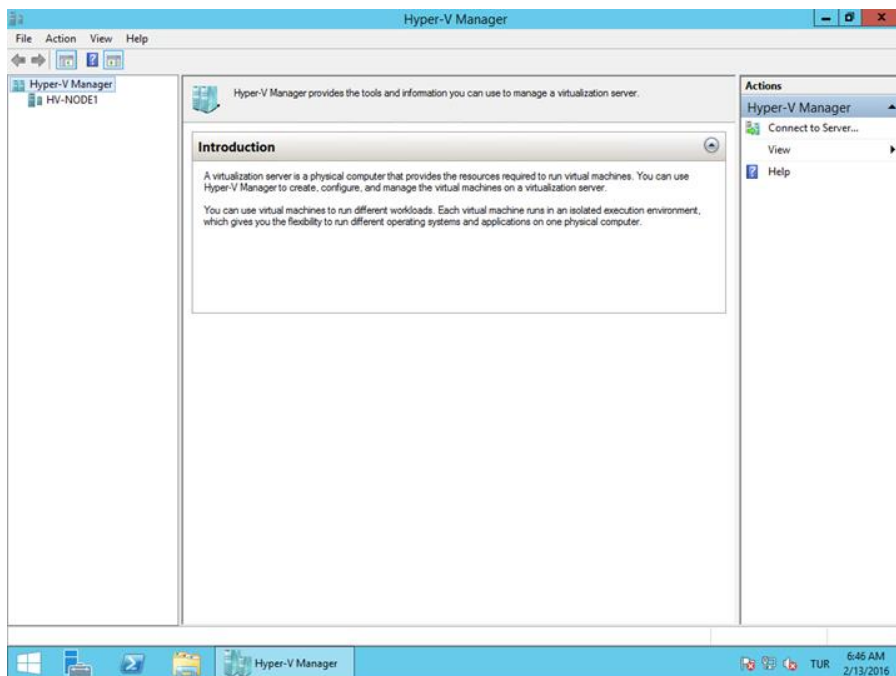 Hyper-V Manager
File Action View Help
Hyper-V Manager
HV-NODE1
Hyper-V Manager provides the tools and information you can use to manage a virtualization server.
Introduction
A virtualization server is a physical computer that provides the resources required to run virtual machines. You can use
Hyper-V Manager to create, configure, and manage the virtual machines on a virtualization server.
You can use virtual machines to run different workloads. Each virtual machine runs in an isolated execution environment,
which gives you the flexibility to run different operating systems and applications on one physical computer.
Actions
Hyper-V Manager
Connect to Server...
View
Help
Hyper-V Manager
TUR
6:46 AM
2/13/2016